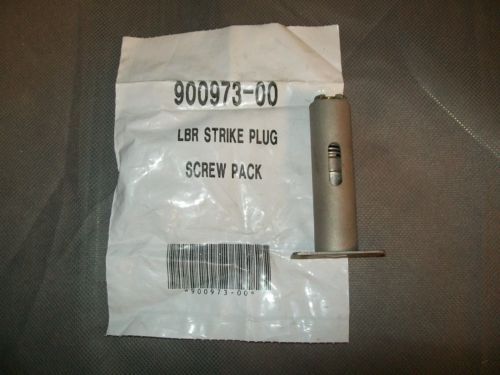 900973-00
LBR STRIKE PLUG
SCREW PACK
*900973-00*